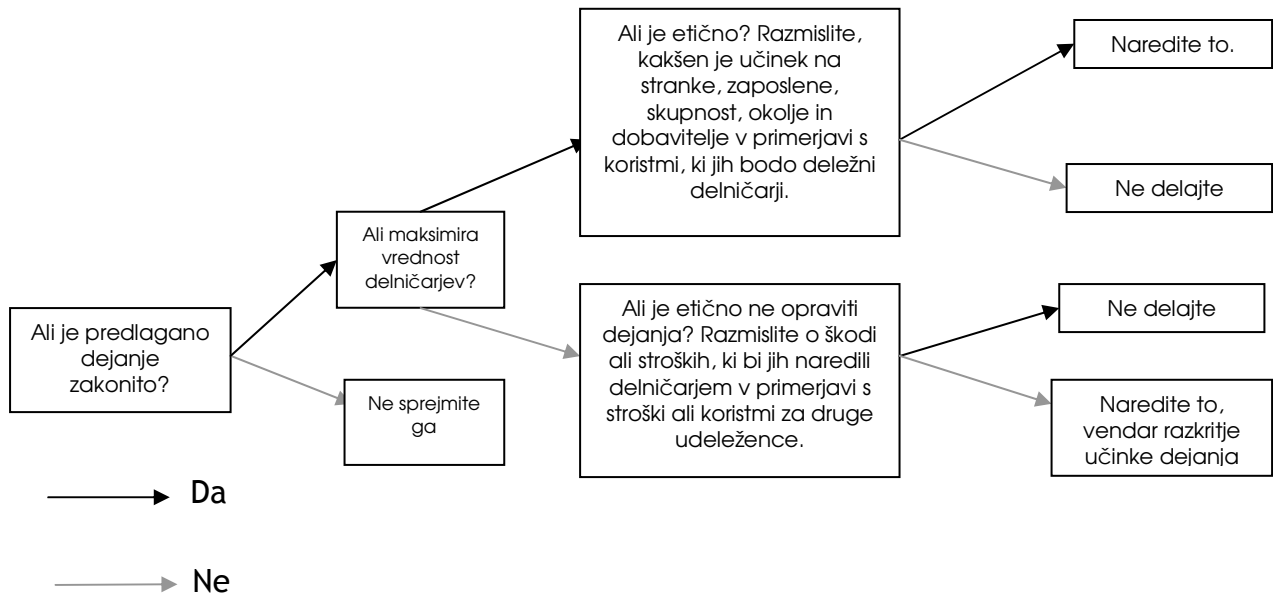 Ali je predlagano
dejanje
zakonito?
Ali maksimira
vrednost
delničarjev?
Ne sprejmite
ga
Ali je etično? Razmislite,
kakšen je učinek na
stranke, zaposlene,
skupnost, okolje in
dobavitelje v primerjavi s
koristmi, ki jih bodo deležni
delničarji.
Ali je etično ne opraviti
dejanja? Razmislite o škodi
ali stroških, ki bi jih naredili
delničarjem v primerjavi s
stroški ali koristmi za druge
udeležence.
Naredite to.
Ne delajte
Ne delajte
Naredite to,
vendar razkritje
učinke dejanja
Da
Ne